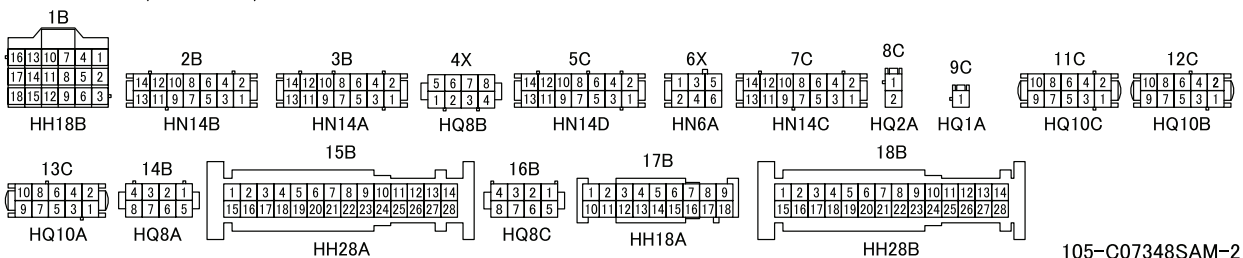 1B 2B 3B 4X 5C 6X 7C 8C 9C 11C 12C
16 13 10 7 4 1
17 14 11 8 5 2
18 15 12 9 6 3
14 12 10 8 6 4 2
13 11 9 7 5 3 1
14 12 10 8 6 4 2
13 11 9 7 5 3 1
5 6 7 8
1 2 3 4
14 12 10 8 6 4 2
13 11 9 7 5 3 1
1 3 5
2 4 6
14 12 10 8 6 4 2
13 11 9 7 5 3 1
1
2
1
10 8 6 4 2
9 7 5 3 1
10 8 6 4 2
9 7 5 3 1
HH18B HN14B HN14A HQ8B HN14D HN6A HN14C HQ2A HQ1A HQ10C HQ10B
13C 14B 15B 16B 17B 18B
10 8 6 4 2
9 7 5 3 1
4 3 2 1
8 7 6 5
1 2 3 4 5 6 7 8 9 10 11 12 13 14
15 16 17 18 19 20 21 22 23 24 25 26 27 28
4 3 2 1
8 7 6 5
1 2 3 4 5 6 7 8 9
10 11 12 13 14 15 16 17 18
1 2 3 4 5 6 7 8 9 10 11 12 13 14
15 16 17 18 19 20 21 22 23 24 25 26 27 28
HQ10A HQ8A HH28A HQ8C HH18A HH28B
105-C07348SAM-2